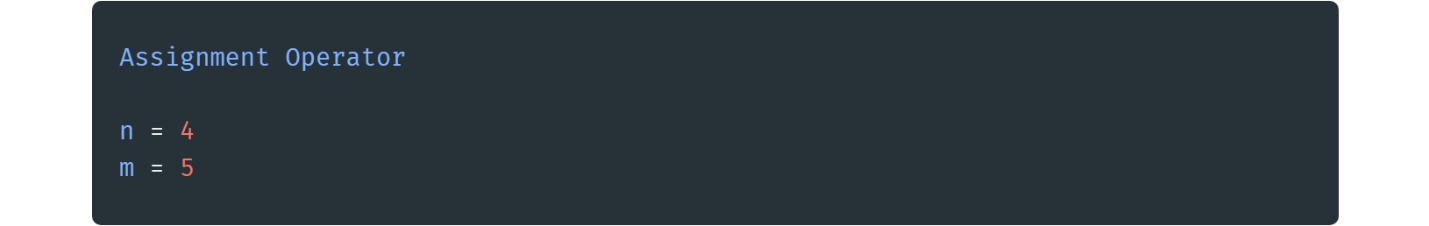 Assignment Operator
n = 4
m = 5